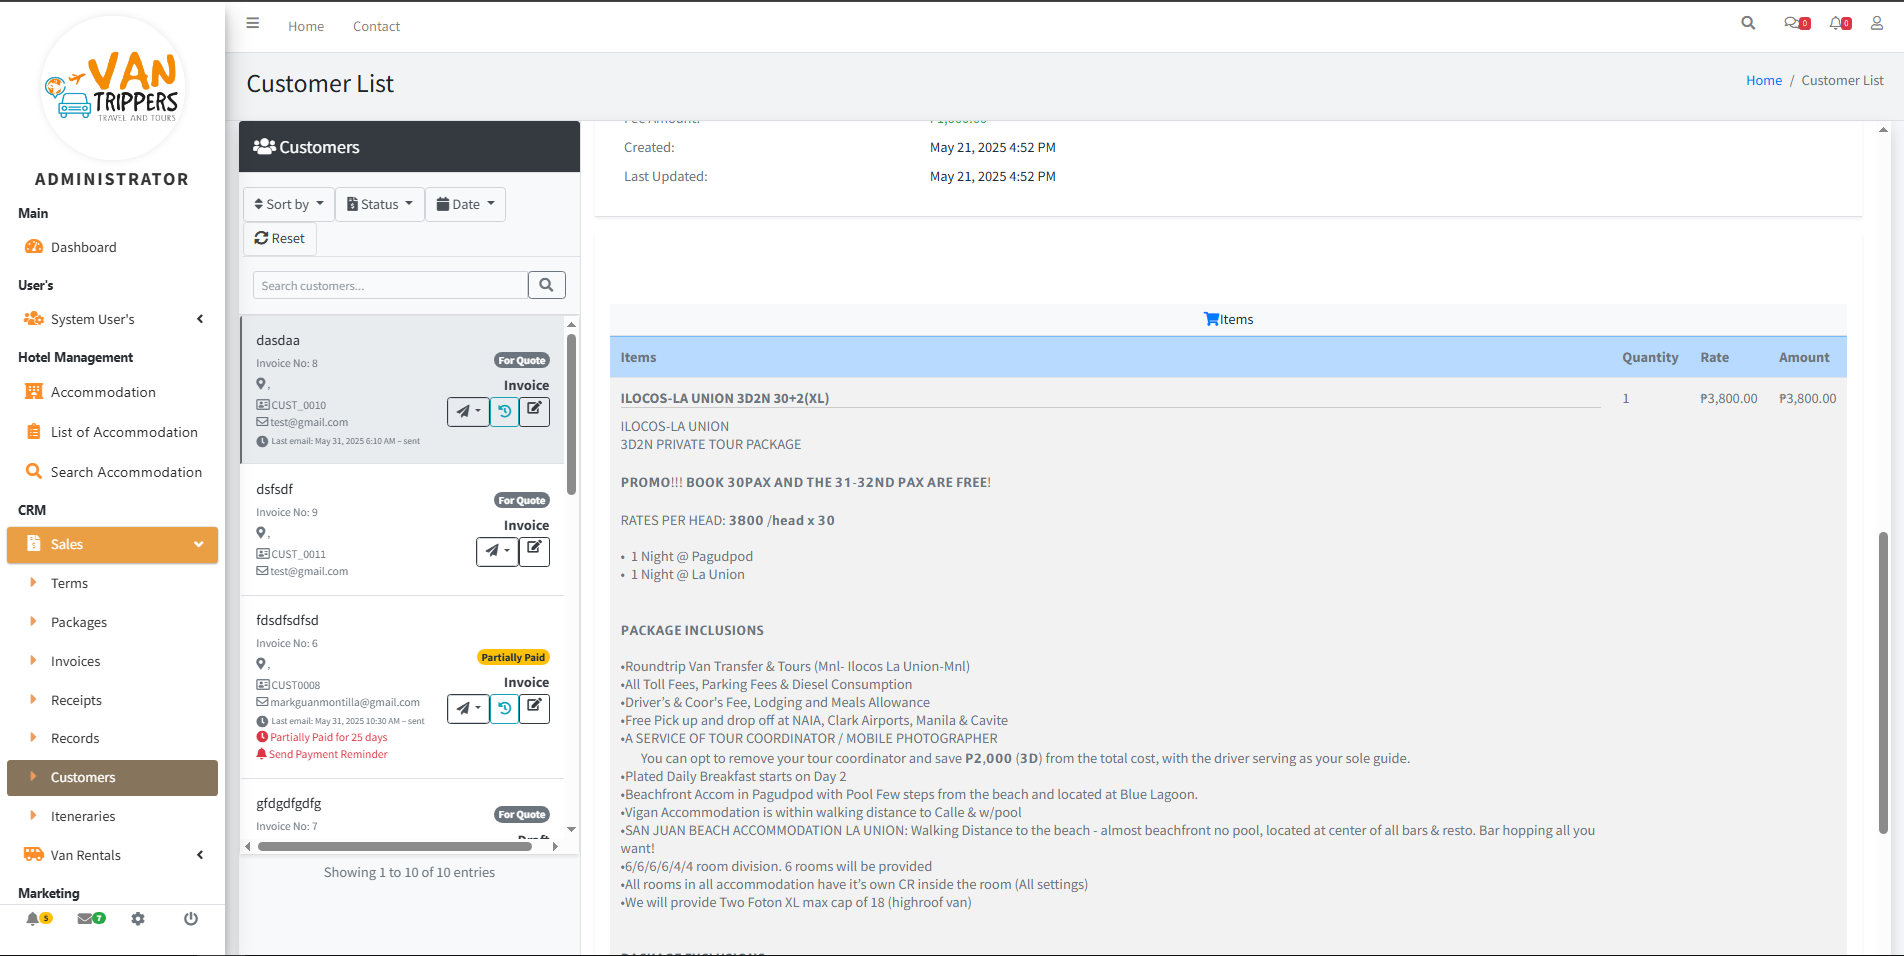 VAN
TRIPPERS
TRAVEL AND TOURS
ADMINISTRATOR
Main
Dashboard
User's
System User's
Hotel Management
Accommodation
List of Accommodation
Search Accommodation
CRM
Sales
Terms
Packages
Invoices
Receipts
Records
Customers
Iteneraries
Van Rentals
Marketing
5
7
Home Contact
0
0
Customer List
Home / Customer List
Customers
Sort by Status Date
Reset
Search customers...
dasdaa
Invoice No: 8
For Quote
,
Invoice
CUST_0010
test@gmail.com
Last email: May 31, 2025 6:10 AM – sent
dsfsdf
Invoice No: 9
For Quote
,
Invoice
CUST_0011
test@gmail.com
fdsdfsdfsd
Invoice No: 6
Partially Paid
,
Invoice
CUST0008
markguanmontilla@gmail.com
Last email: May 31, 2025 10:30 AM – sent
Partially Paid for 25 days
Send Payment Reminder
gfdgdfgdfg
Invoice No: 7
For Quote
Draft
Showing 1 to 10 of 10 entries
Fee Amount:
Created: May 21, 2025 4:52 PM
Last Updated: May 21, 2025 4:52 PM
Items
Items Quantity Rate Amount
ILOCOS-LA UNION 3D2N 30+2(XL) 1 ₱3,800.00 ₱3,800.00
ILOCOS-LA UNION
3D2N PRIVATE TOUR PACKAGE
PROMO!!! BOOK 30PAX AND THE 31-32ND PAX ARE FREE!
RATES PER HEAD: 3800 /head x 30
• 1 Night @ Pagudpod
• 1 Night @ La Union
PACKAGE INCLUSIONS
•Roundtrip Van Transfer & Tours (Mnl- Ilocos La Union-Mnl)
•All Toll Fees, Parking Fees & Diesel Consumption
•Driver’s & Coor's Fee, Lodging and Meals Allowance
•Free Pick up and drop off at NAIA, Clark Airports, Manila & Cavite
•A SERVICE OF TOUR COORDINATOR / MOBILE PHOTOGRAPHER
You can opt to remove your tour coordinator and save P2,000 (3D) from the total cost, with the driver serving as your sole guide.
•Plated Daily Breakfast starts on Day 2
•Beachfront Accom in Pagudpod with Pool Few steps from the beach and located at Blue Lagoon.
•Vigan Accommodation is within walking distance to Calle & w/pool
•SAN JUAN BEACH ACCOMMODATION LA UNION: Walking Distance to the beach - almost beachfront no pool, located at center of all bars & resto. Bar hopping all you
want!
•6/6/6/6/4/4 room division. 6 rooms will be provided
•All rooms in all accommodation have it’s own CR inside the room (All settings)
•We will provide Two Foton XL max cap of 18 (highroof van)